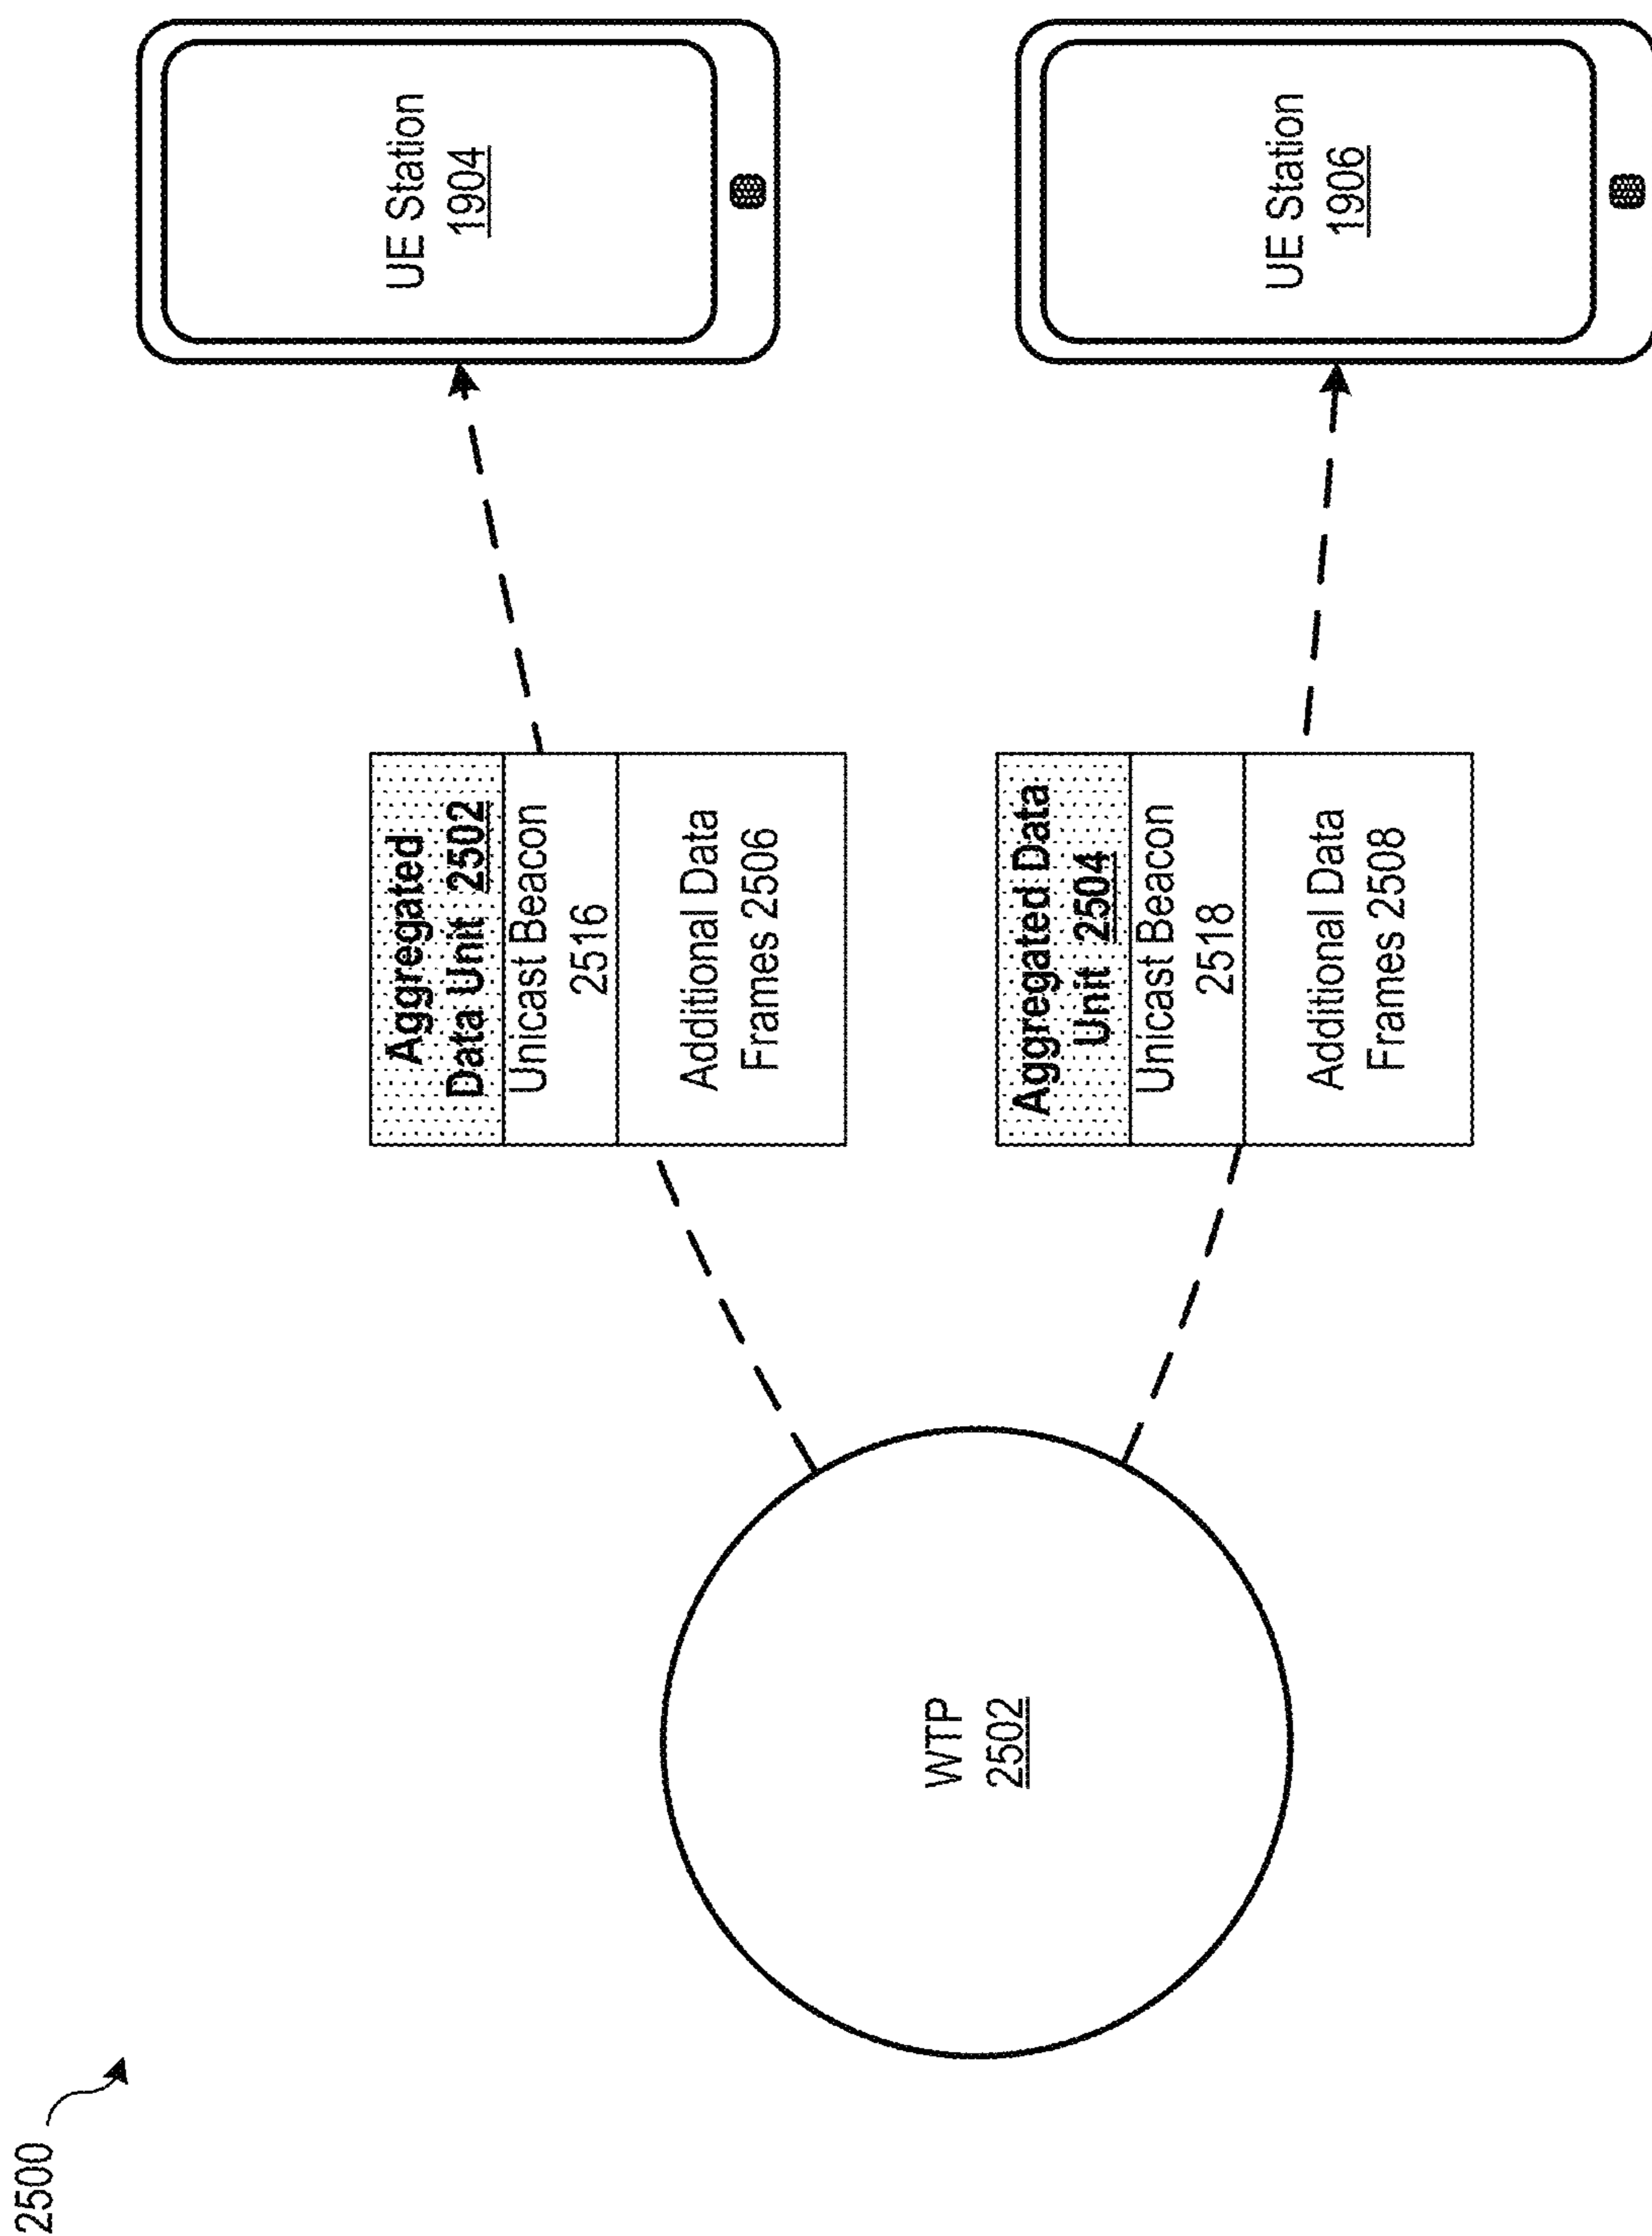 2500
WTP
2502
Aggregated
Data Unit 2502
Unicast Beacon
2516
Additional Data
Frames 2506
Aggregated Data
Unit 2504
Unicast Beacon
2518
Additional Data
Frames 2508
UE Station
1904
UE Station
1906